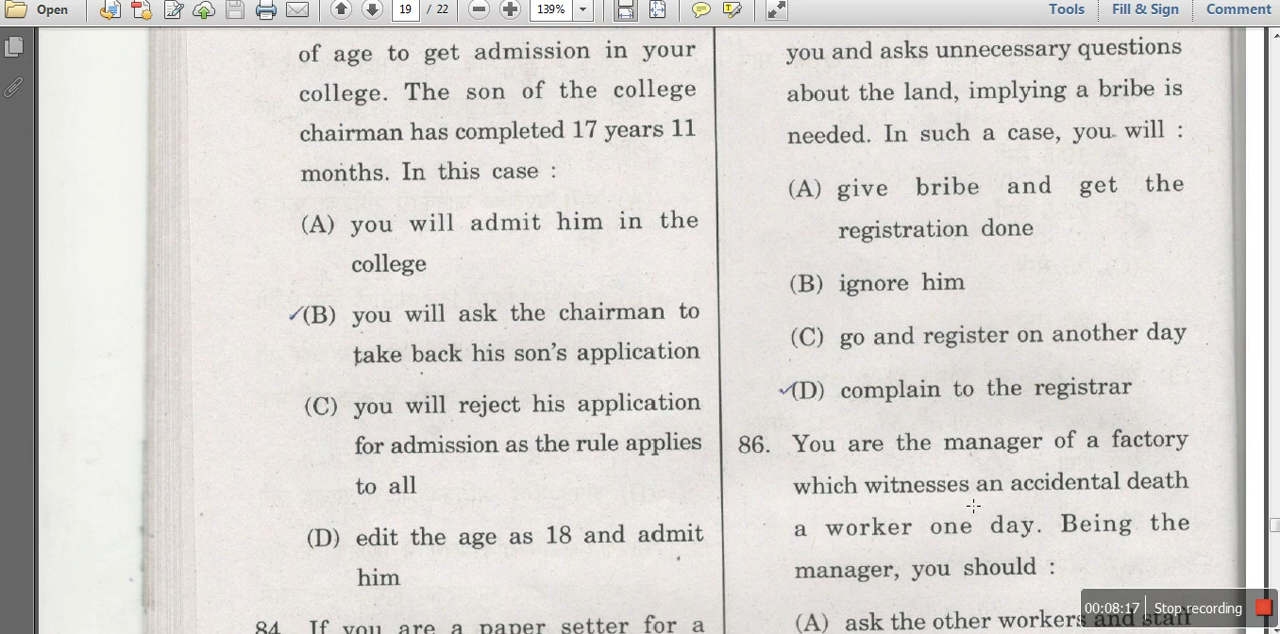 Open
19 / 22
139%
Tools
Fill & Sign
Comment
of age to get admission in your
college. The son of the college
chairman has completed 17 years 11
months. In this case :
(A) you will admit him in the
college
(B) you will ask the chairman to
take back his son's application
(C) you will reject his application
for admission as the rule applies
to all
(D) edit the age as 18 and admit
him
84. If you are a paper setter for a
you and asks unnecessary questions
about the land, implying a bribe is
needed. In such a case, you will :
(A) give bribe and get the
registration done
(B) ignore him
(C) go and register on another day
(D) complain to the registrar
86. You are the manager of a factory
which witnesses an accidental death
a worker one day. Being the
manager, you should :
(A) ask the other workers and staff
00:08:17 Stop recording